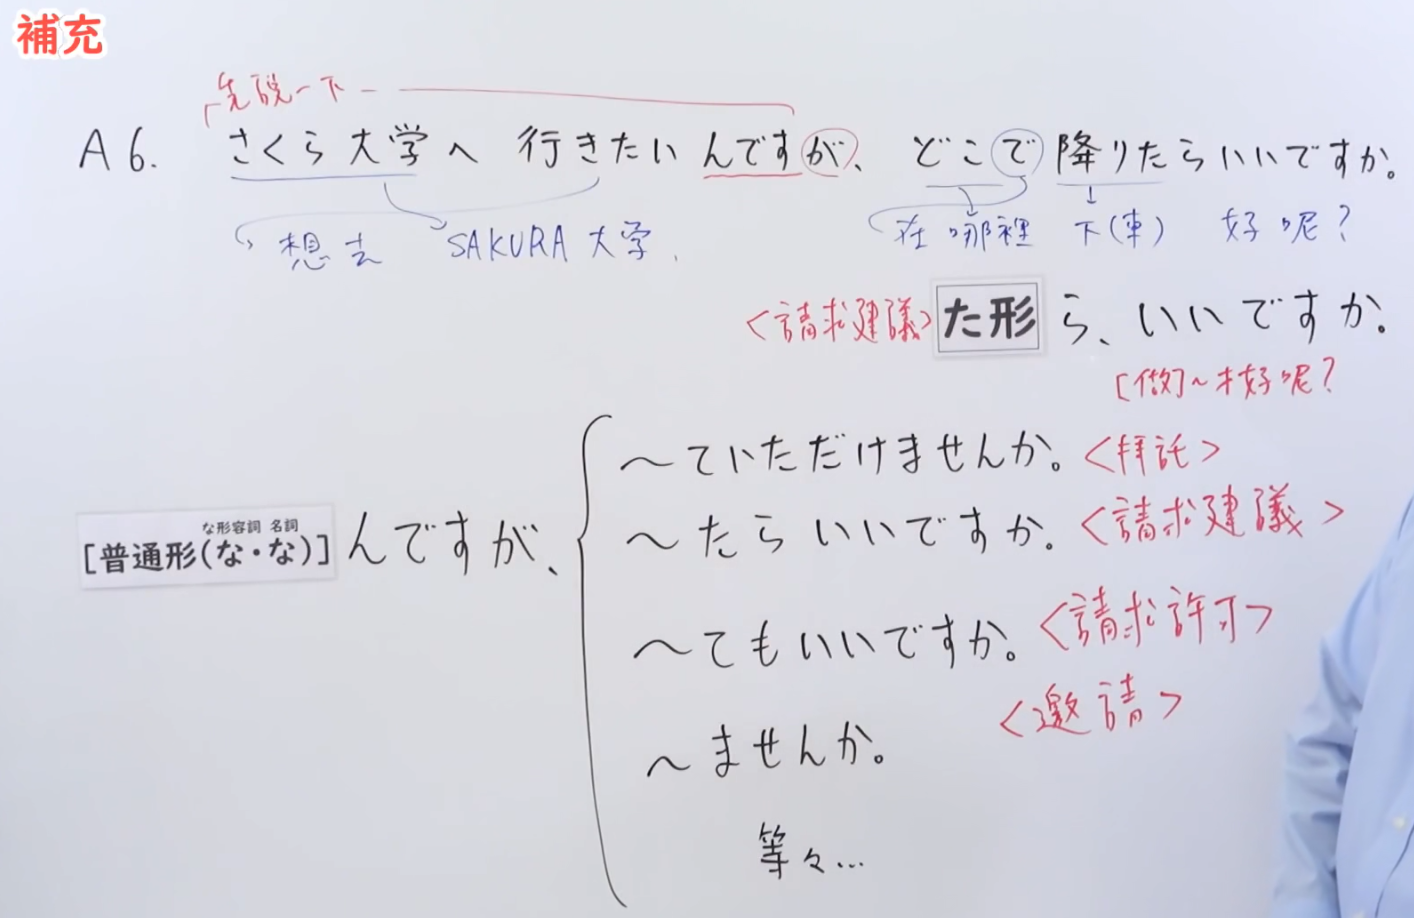 補充
先說一下
A6. さくら大学へ 行きたいんですが、どこで降りたらいいですか。
想去 SAKURA 大学. 在哪裡 下(車) 好呢?
<請求建議> た形 ら、いいですか。
[做]~才好呢?
~ていただけませんか。<拜託>
な形容詞 名詞
[普通形(な・な)] んですが、
~たらいいですか。<請求建議>
~てもいいですか。<請求許可>
~ませんか。<邀請>
等々...